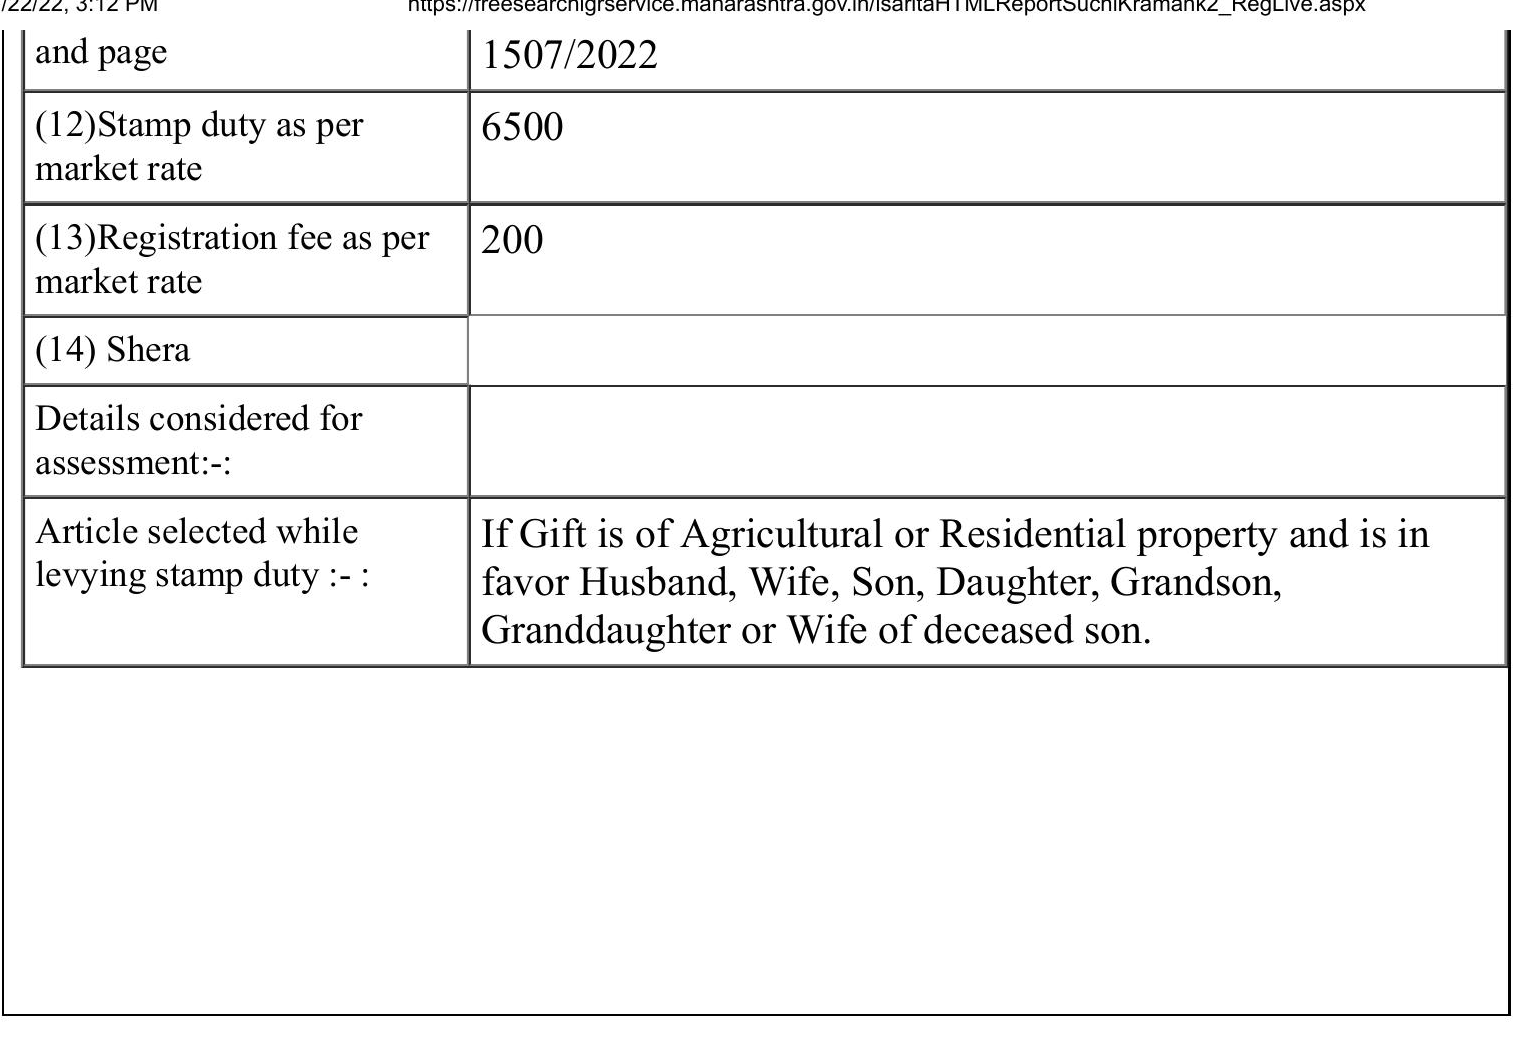 /22/22, 3:12 PM https://freesearchigrservice.maharashtra.gov.in/isaritaHTMLReportSuchiKramank2_RegLive.aspx
and page 1507/2022
(12)Stamp duty as per 6500
market rate
(13)Registration fee as per 200
market rate
(14) Shera
Details considered for
assessment:-:
Article selected while If Gift is of Agricultural or Residential property and is in
levying stamp duty :- : favor Husband, Wife, Son, Daughter, Grandson,
Granddaughter or Wife of deceased son.